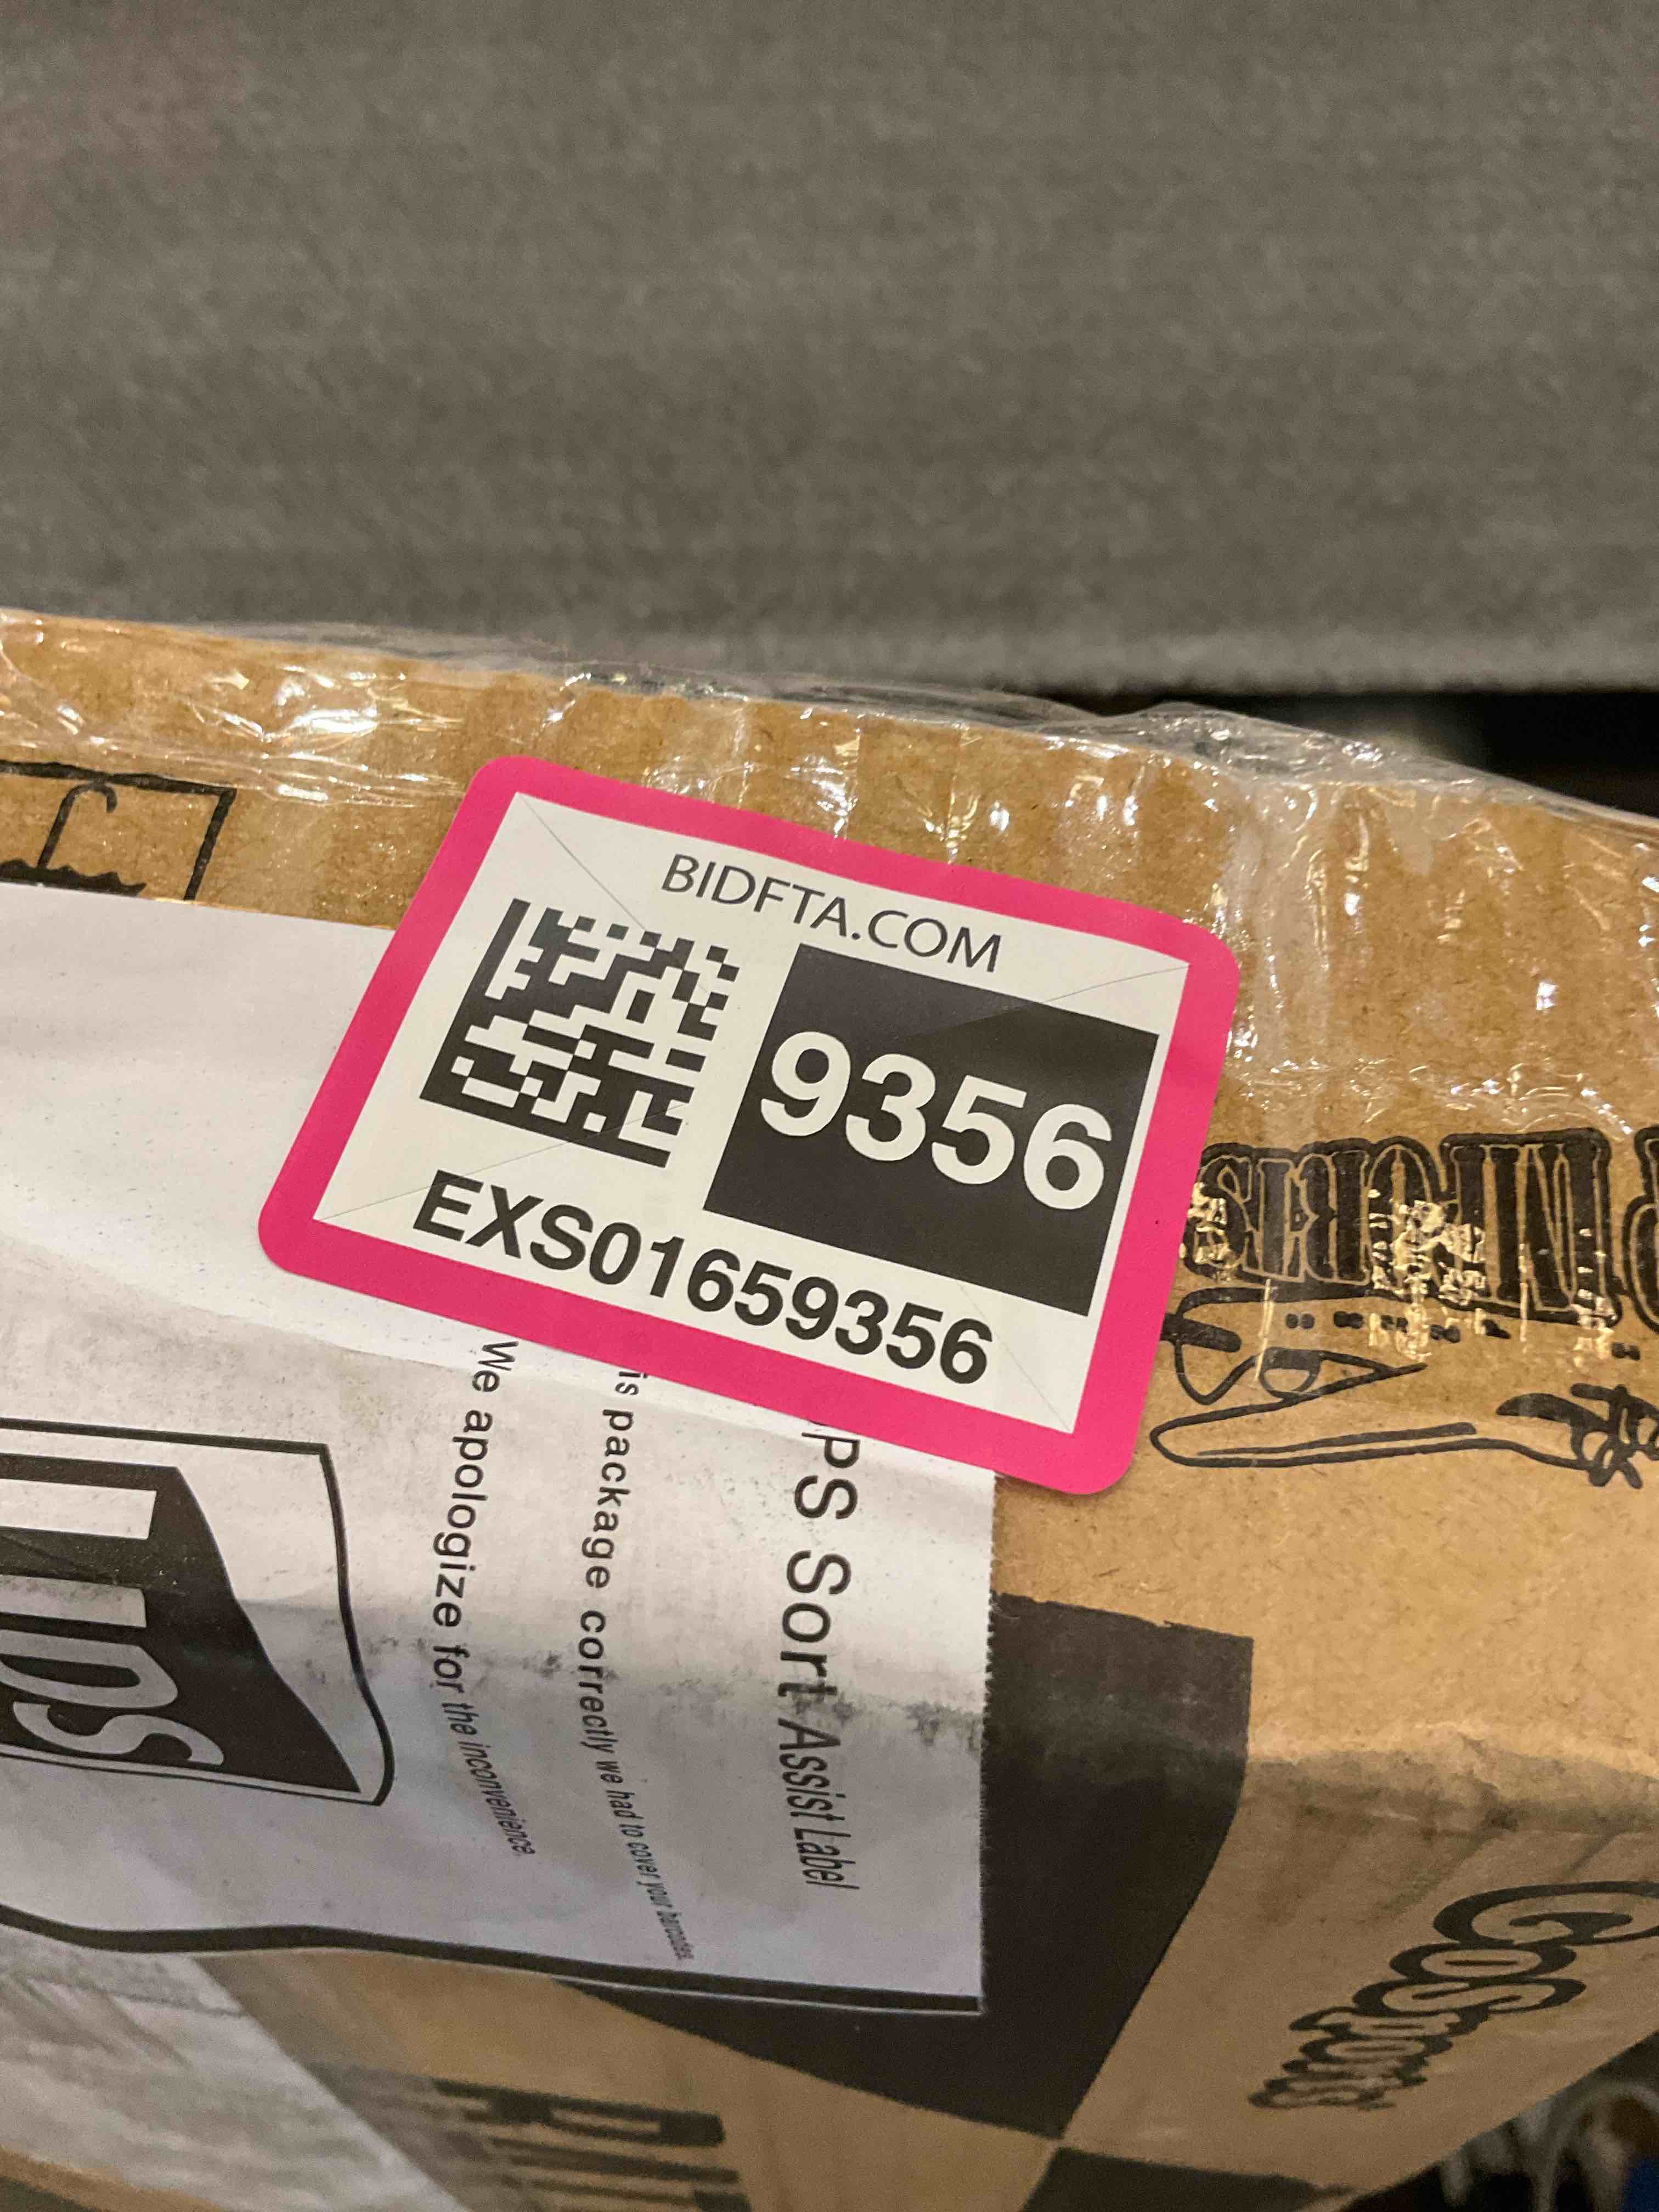 BIDFTA.COM
9356
EXS01659356
PS Sort Assist Label
is package correctly we had to cover your barcodes.
We apologize for the inconvenience.
ups
CoSports